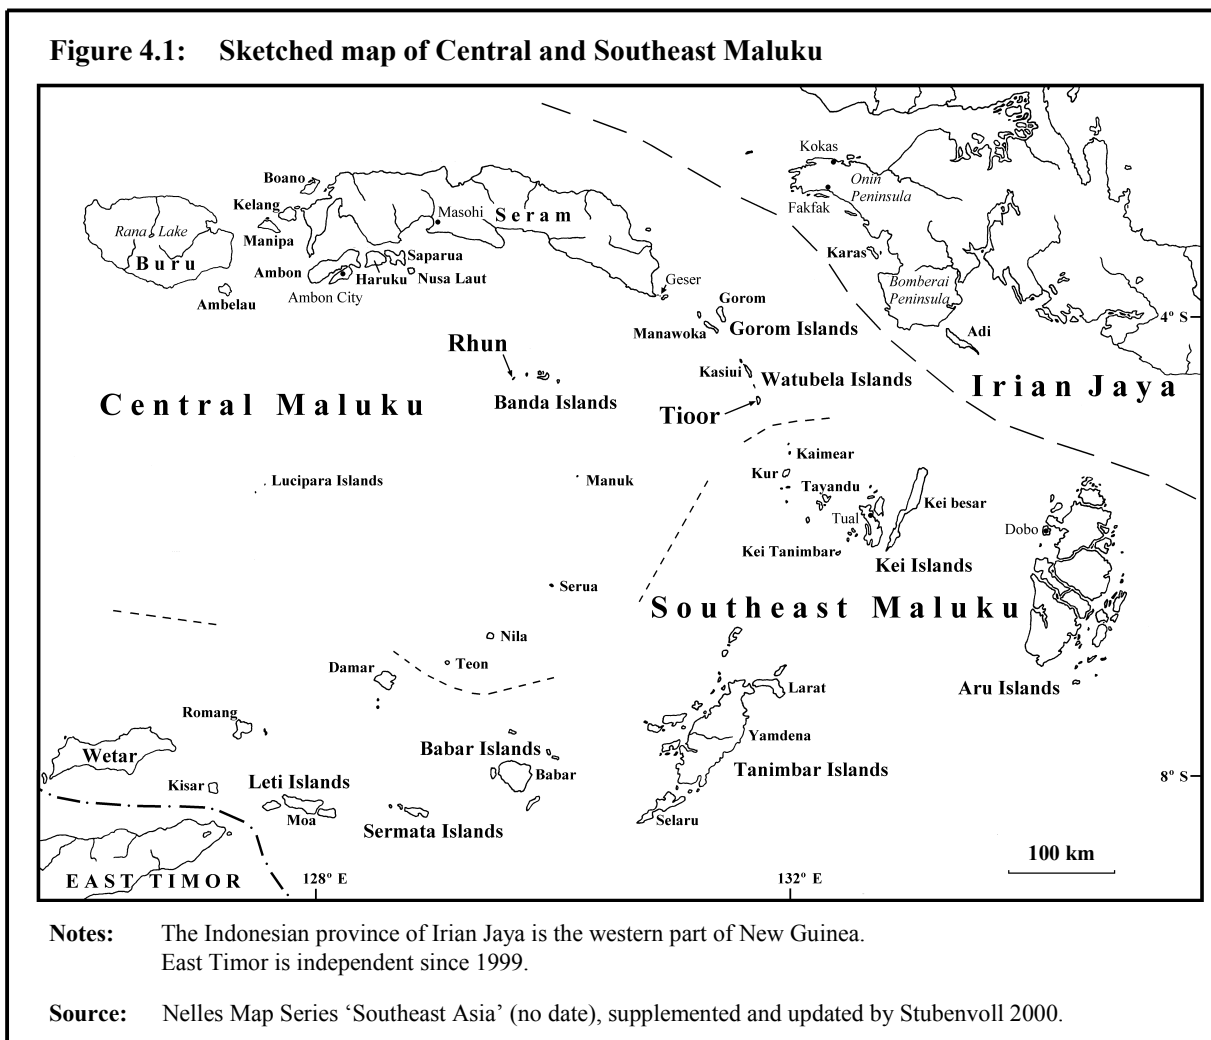 Figure 4.1: Sketched map of Central and Southeast Maluku
Kokas
Onin
Peninsula
Boano
Fakfak
Kelang
Masohi
Seram
Rana Lake
Manipa
Buru
Karas
Saparua
Ambon
Haruku
Nusa Laut
Geser
Bomberai
Peninsula
Ambelau
Ambon City
Gorom
4° S
Manawoka
Gorom Islands
Adi
Rhun
Kasiui
Watubela Islands
Irian Jaya
Central Maluku
Banda Islands
Tioor
Kaimear
Lucipara Islands
Manuk
Kur
Tayandu
Kei besar
Tual
Dobo
Kei Tanimbar
Kei Islands
Serua
Southeast Maluku
Nila
Damar
Teon
Larat
Aru Islands
Romang
Yamdena
Wetar
Babar Islands
Tanimbar Islands
Babar
8° S
Kisar
Leti Islands
Moa
Sermata Islands
Selaru
100 km
EAST TIMOR
128° E
132° E
Notes: The Indonesian province of Irian Jaya is the western part of New Guinea.
East Timor is independent since 1999.
Source: Nelles Map Series ‘Southeast Asia’ (no date), supplemented and updated by Stubenvoll 2000.